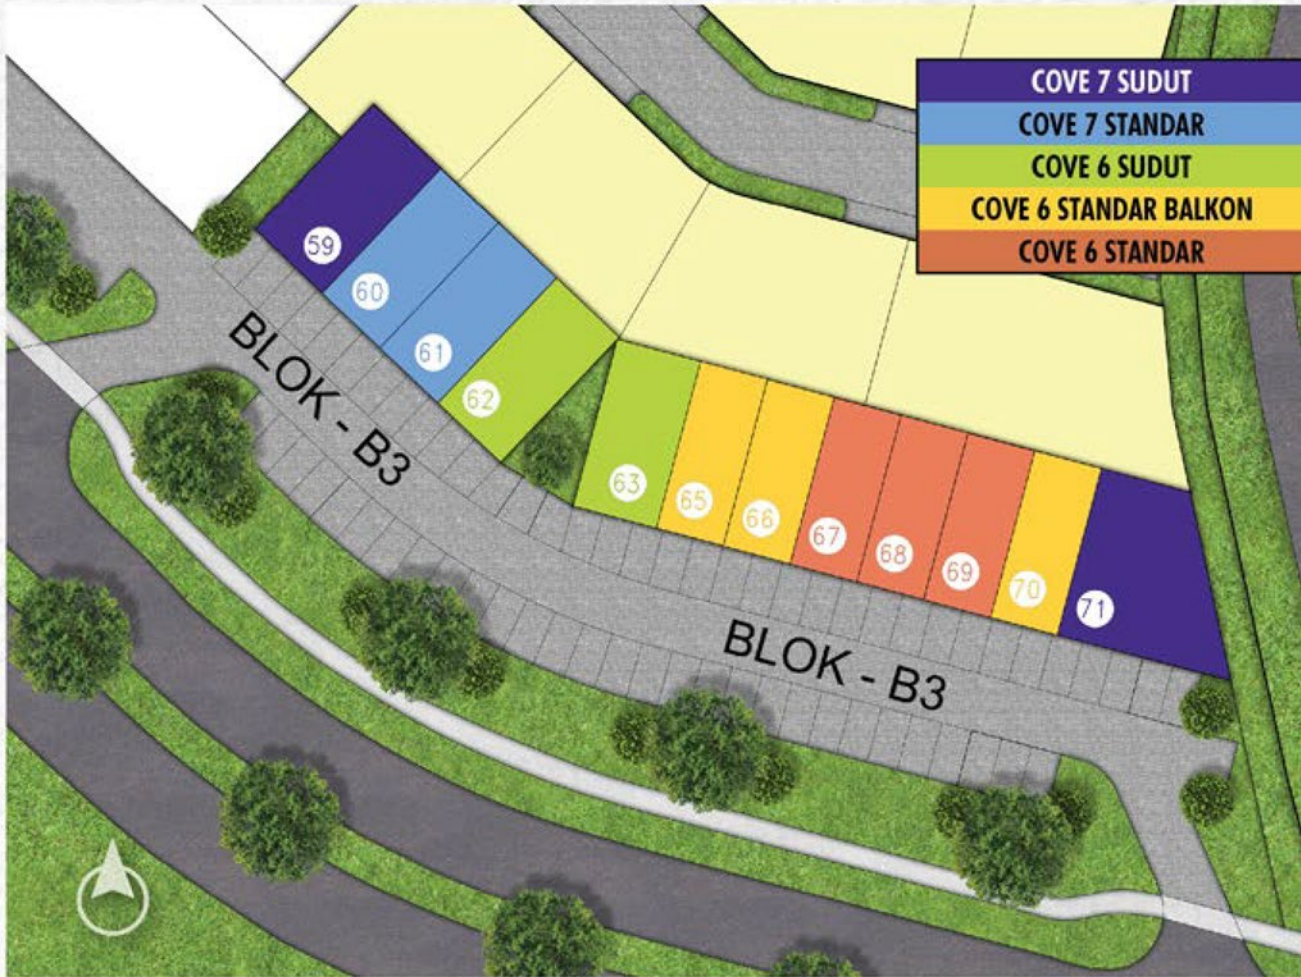 COVE 7 SUDUT
COVE 7 STANDAR
COVE 6 SUDUT
COVE 6 STANDAR BALKON
COVE 6 STANDAR
59
60
61
62
63
65
66
67
68
69
70
71
BLOK - B3
BLOK - B3